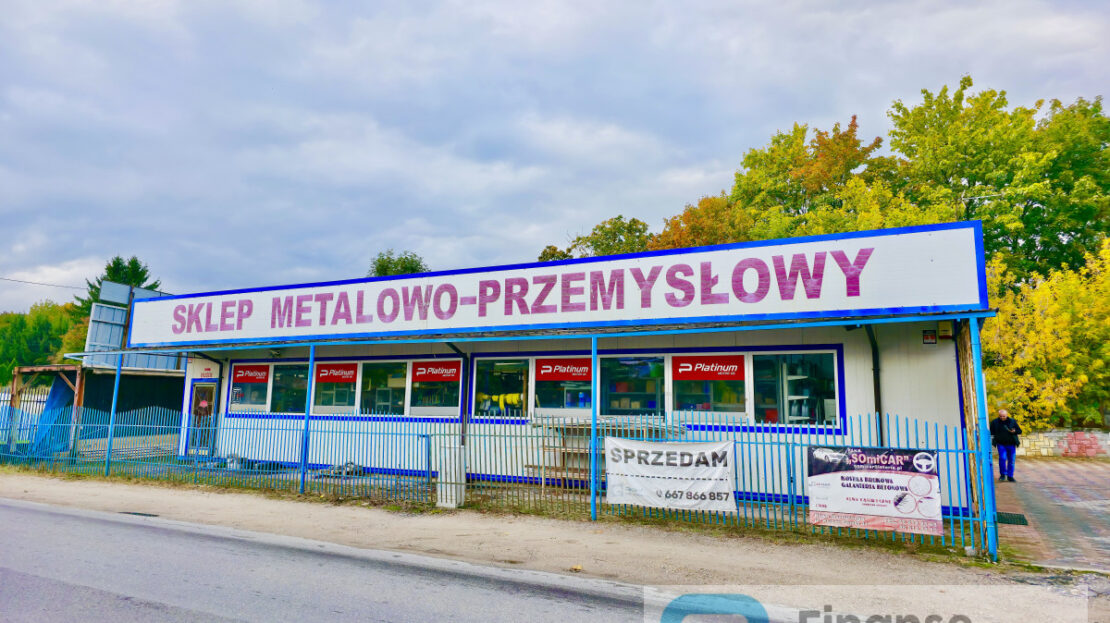 SKLEP METALOWO-PRZEMYSŁOWY
Platinum
Platinum
Platinum
Platinum
Platinum
SPRZEDAM
667 866 857
„SOmiCAR"
KOSTKA BRUKOWA
GALANTERIA BETONOWA
Finanse